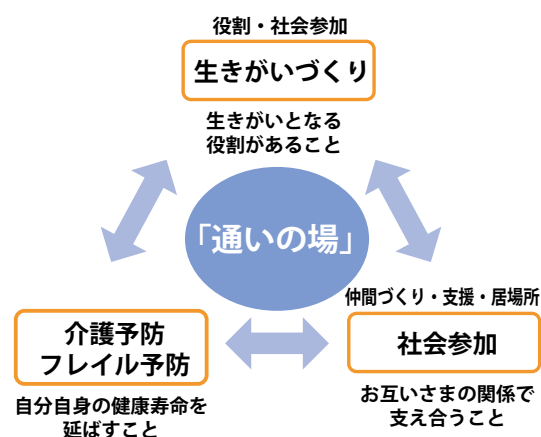 役割・社会参加
生きがいづくり
生きがいとなる
役割があること
「通いの場」
介護予防
フレイル予防
自分自身の健康寿命を
延ばすこと
仲間づくり・支援・居場所
社会参加
お互いさまの関係で
支え合うこと